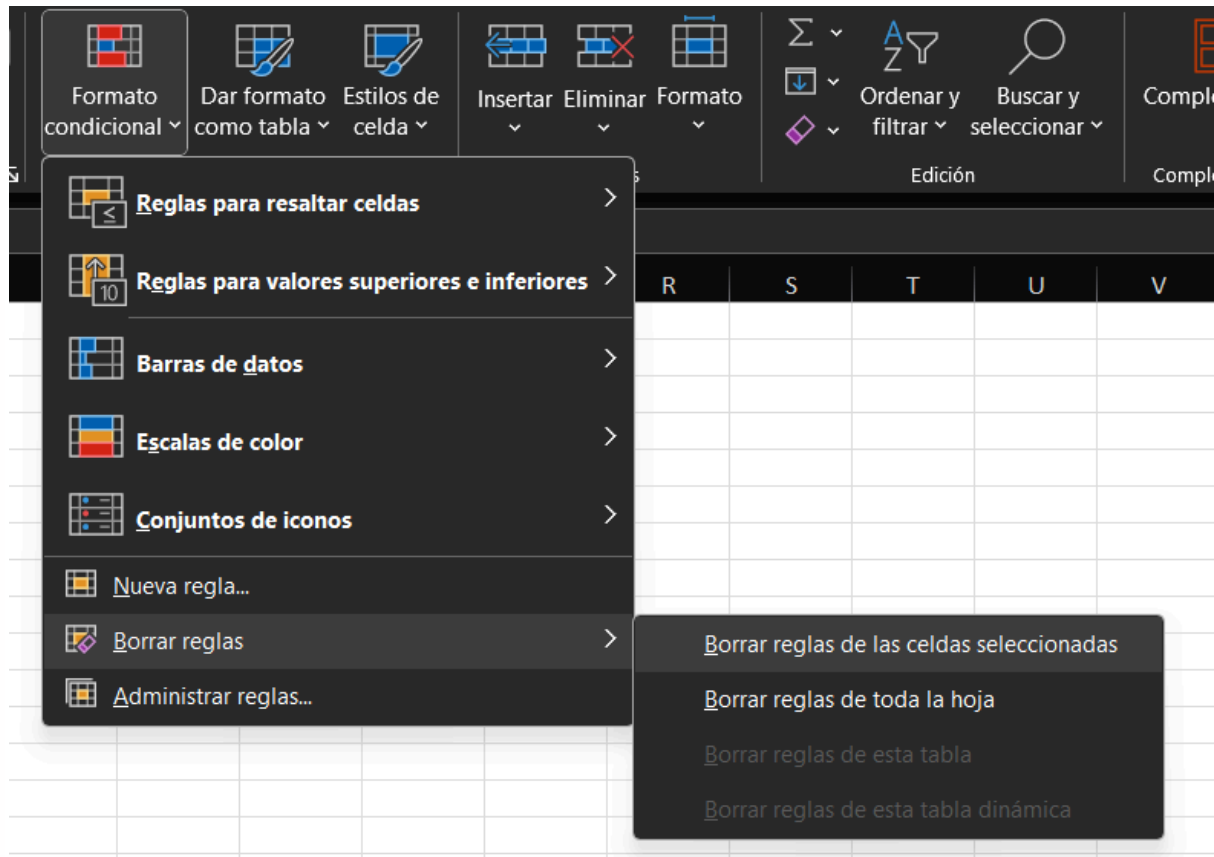 Formato condicional
Dar formato como tabla
Estilos de celda
Insertar
Eliminar
Formato
Σ
Ordenar y filtrar
Buscar y seleccionar
Edición
Reglas para resaltar celdas
Reglas para valores superiores e inferiores
10
Barras de datos
Escalas de color
Conjuntos de iconos
Nueva regla...
Borrar reglas
Administrar reglas...
R S T U V
Borrar reglas de las celdas seleccionadas
Borrar reglas de toda la hoja
Borrar reglas de esta tabla
Borrar reglas de esta tabla dinámica